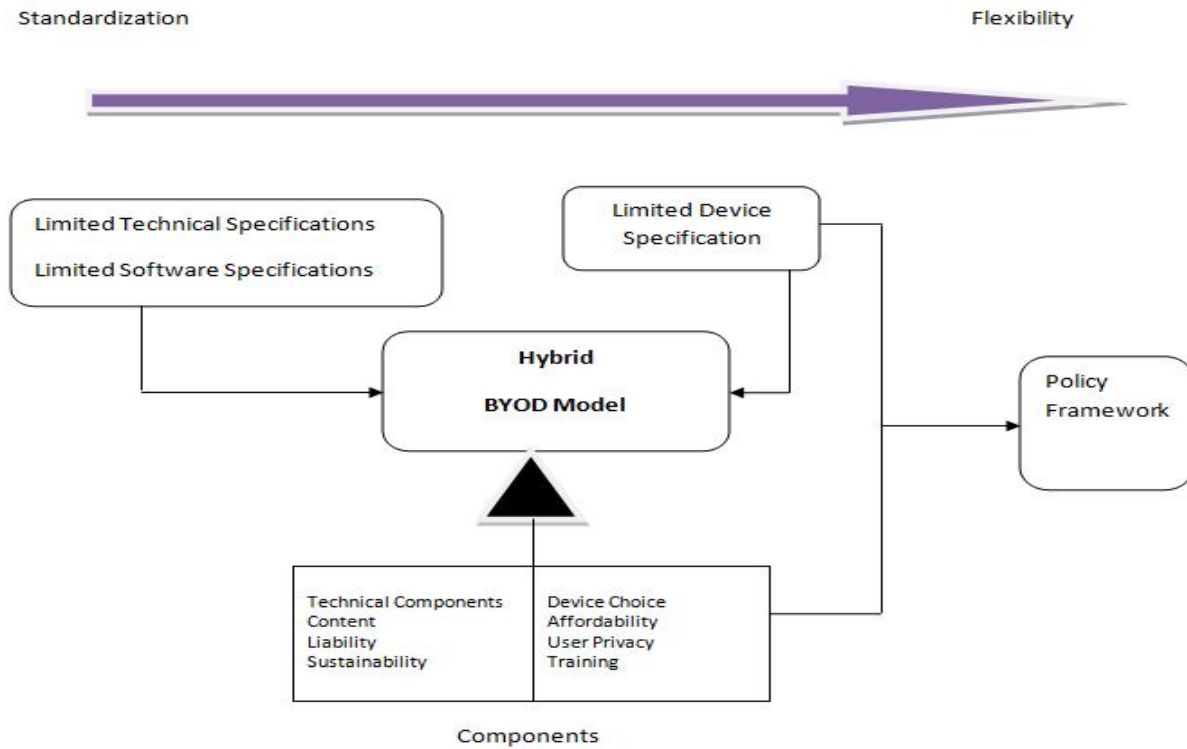 Standardization
Flexibility
Limited Technical Specifications
Limited Software Specifications
Limited Device
Specification
Hybrid
BYOD Model
Policy
Framework
Technical Components
Content
Liability
Sustainability
Device Choice
Affordability
User Privacy
Training
Components